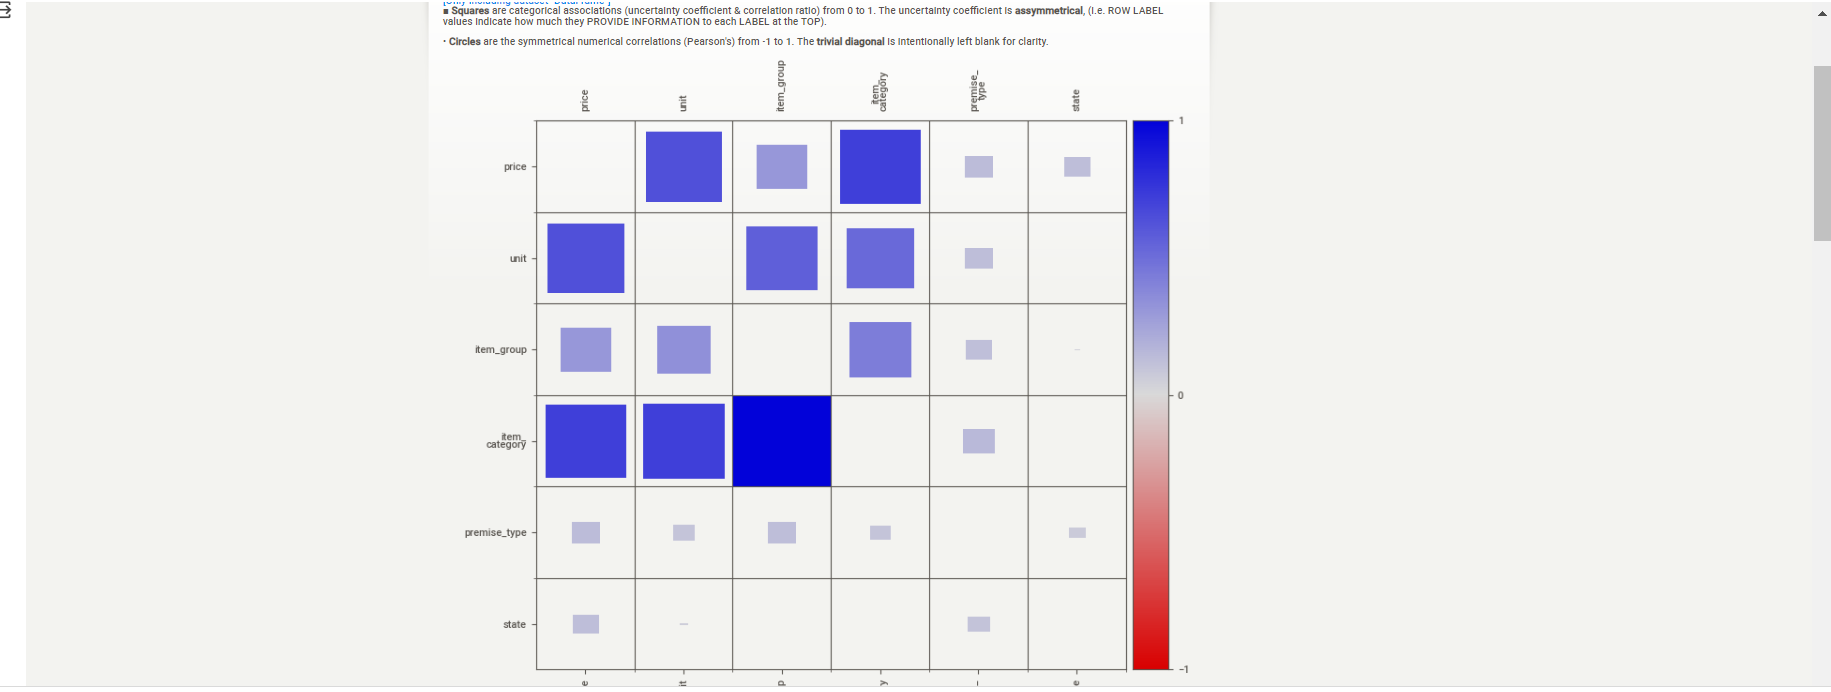 ■ Squares are categorical associations (uncertainty coefficient & correlation ratio) from 0 to 1. The uncertainty coefficient is assymmetrical, (i.e. ROW LABEL
values indicate how much they PROVIDE INFORMATION to each LABEL at the TOP).
• Circles are the symmetrical numerical correlations (Pearson's) from -1 to 1. The trivial diagonal is intentionally left blank for clarity.
price
unit
item_group
item_
category
premise_
type
state
price
unit
item_group
item_
category
premise_type
state
1
0
-1